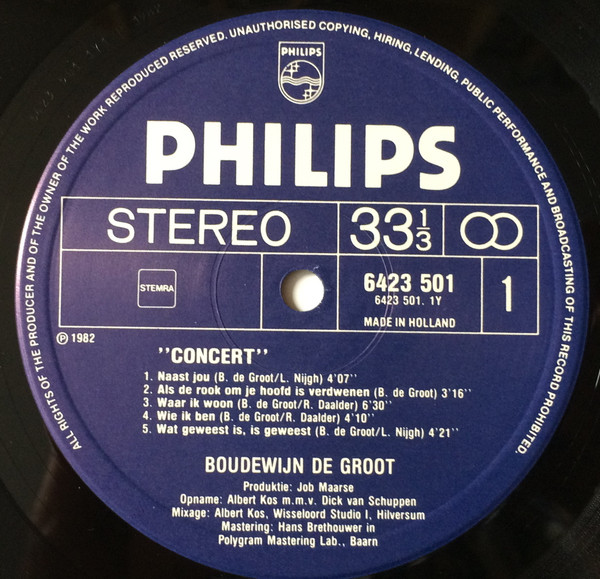 ALL RIGHTS OF THE PRODUCER AND OF THE OWNER OF THE WORK REPRODUCED RESERVED. UNAUTHORISED COPYING, HIRING, LENDING, PUBLIC PERFORMANCE AND BROADCASTING OF THIS RECORD PROHIBITED.
PHILIPS
PHILIPS
STEREO 33 1/3
STEMRA
6423 501
6423 501. 1Y
MADE IN HOLLAND
1
℗ 1982
''CONCERT''
1. Naast jou (B. de Groot/L. Nijgh) 4'07''
2. Als de rook om je hoofd is verdwenen (B. de Groot) 3'16''
3. Waar ik woon (B. de Groot/R. Daalder) 6'30''
4. Wie ik ben (B. de Groot/R. Daalder) 4'10''
5. Wat geweest is, is geweest (B. de Groot/L. Nijgh) 4'21''
BOUDEWIJN DE GROOT
Produktie: Job Maarse
Opname: Albert Kos m.m.v. Dick van Schuppen
Mixage: Albert Kos, Wisseloord Studio I, Hilversum
Mastering: Hans Brethouwer in
Polygram Mastering Lab., Baarn